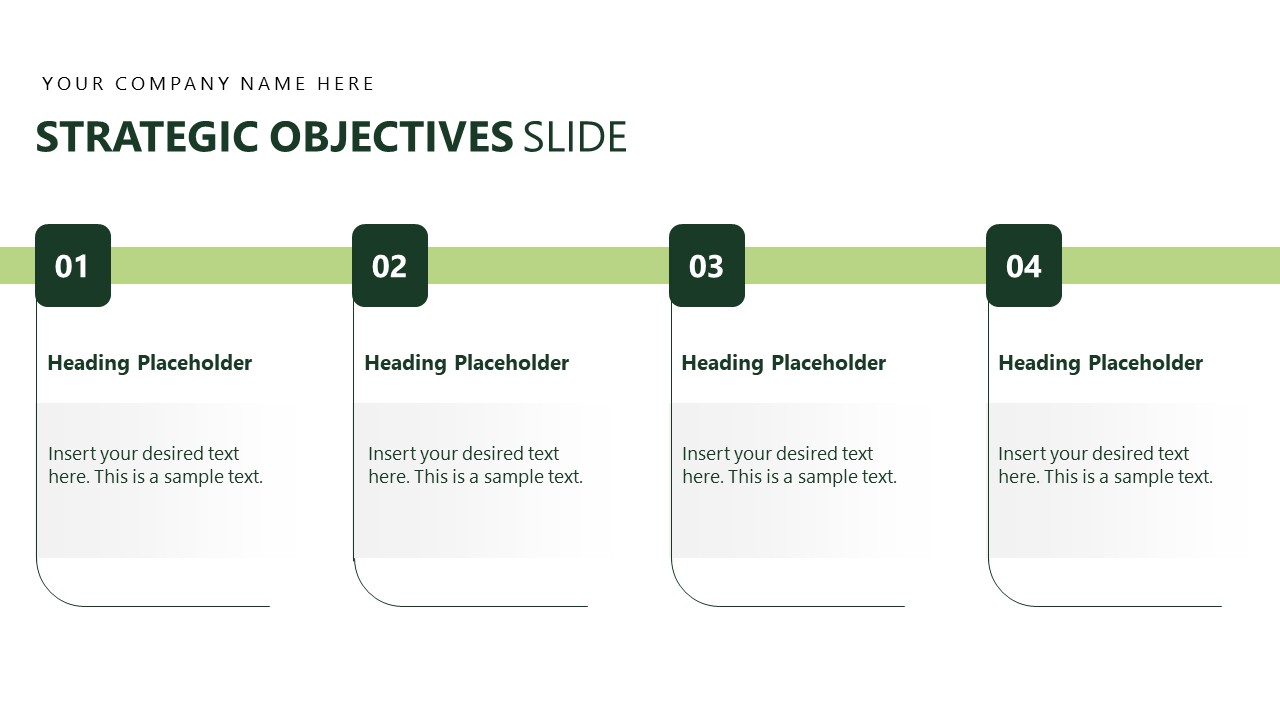 YOUR COMPANY NAME HERE
STRATEGIC OBJECTIVES SLIDE
01
Heading Placeholder
Insert your desired text
here. This is a sample text.
02
Heading Placeholder
Insert your desired text
here. This is a sample text.
03
Heading Placeholder
Insert your desired text
here. This is a sample text.
04
Heading Placeholder
Insert your desired text
here. This is a sample text.